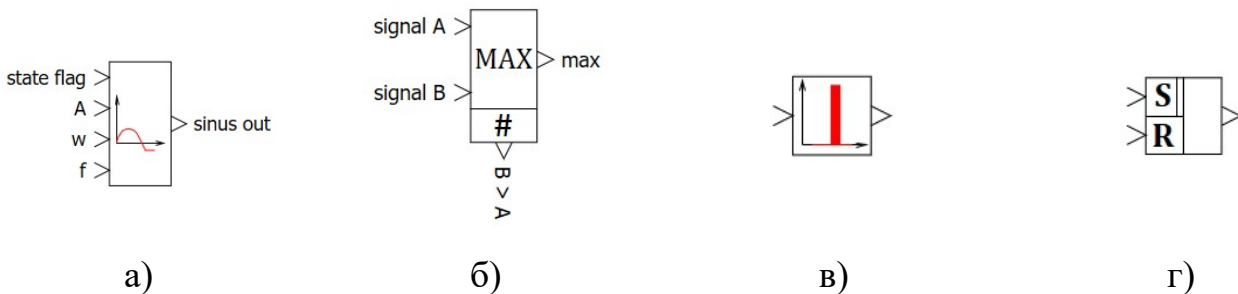 state flag
A
w
f
sinus out
а)
signal A
signal B
MAX
#
max
B > A
б)
в)
S
R
г)